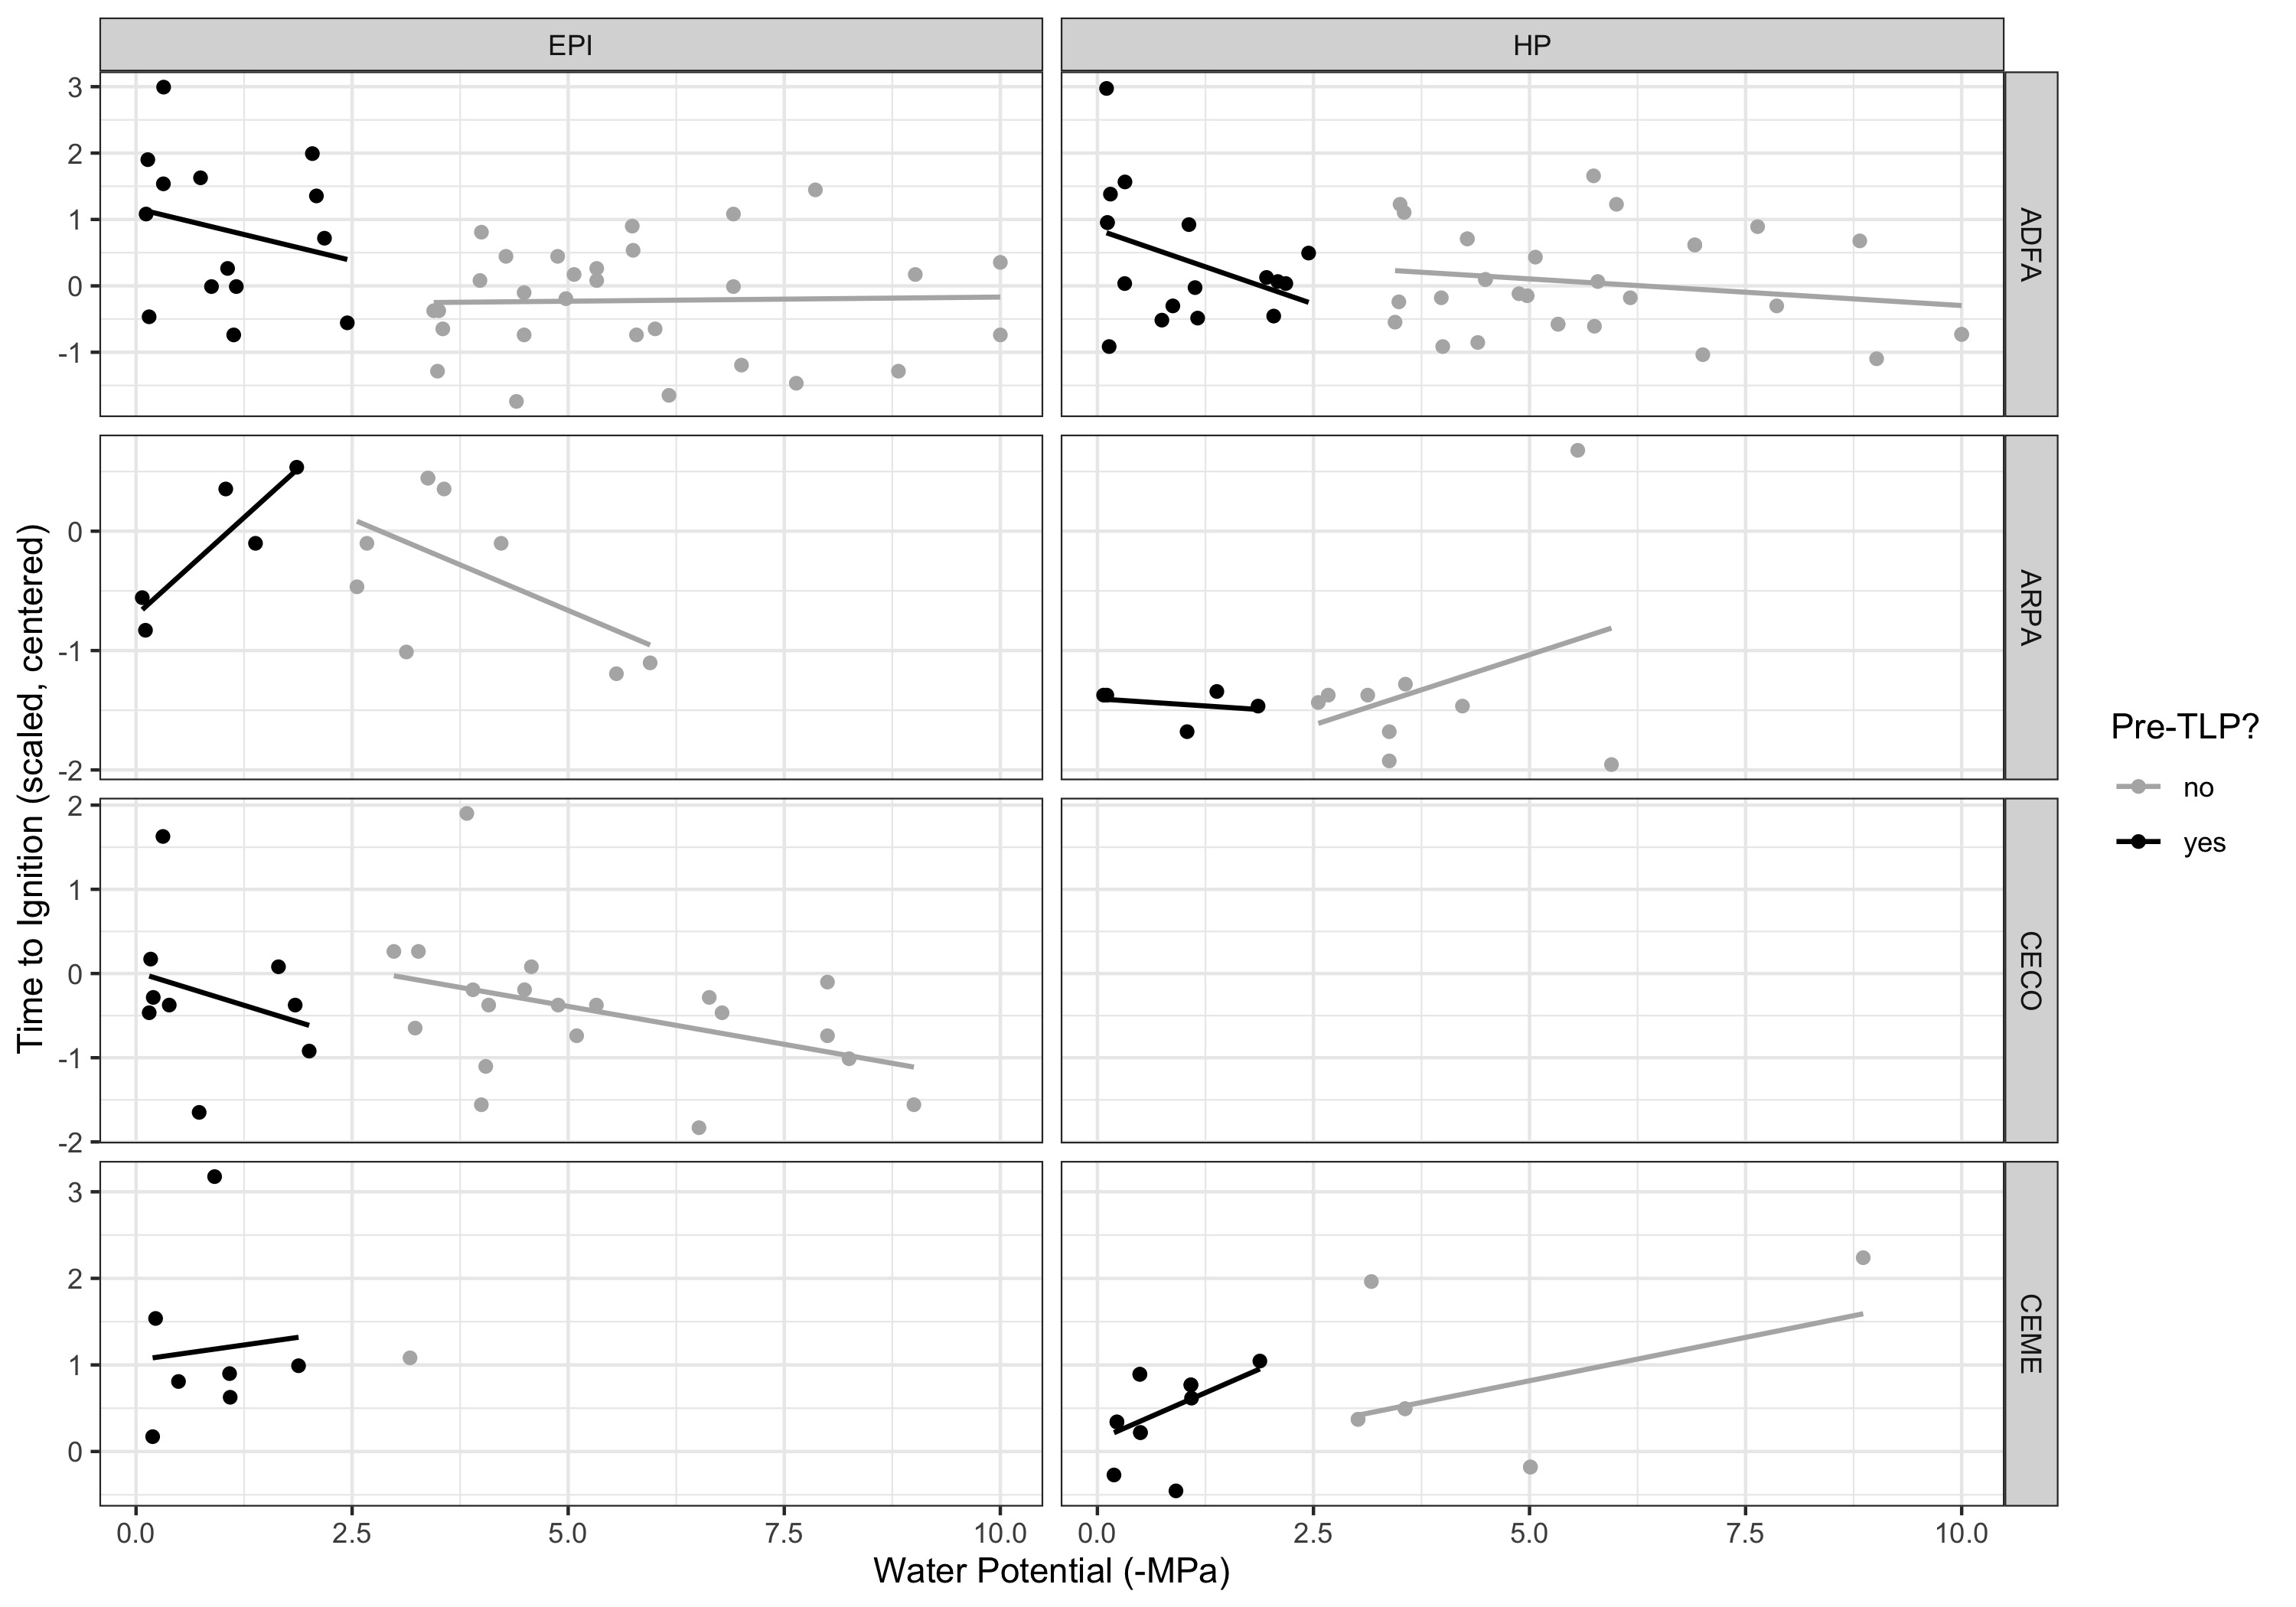 EPI
HP
3
2
1
0
-1
ADFA
0
-1
-2
ARPA
2
1
0
-1
-2
CECO
3
2
1
0
CEME
Time to Ignition (scaled, centered)
0.0 2.5 5.0 7.5 10.0
0.0 2.5 5.0 7.5 10.0
Water Potential (-MPa)
Pre-TLP?
no
yes